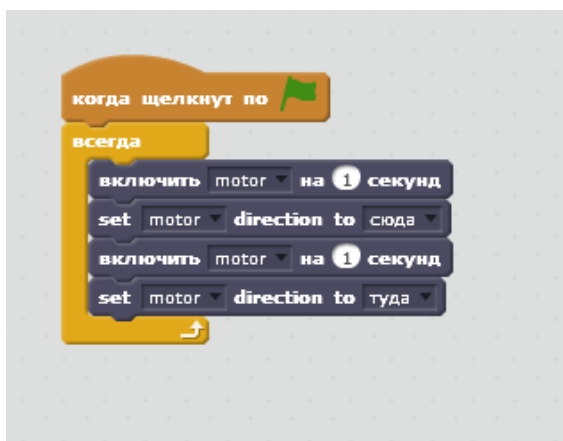 когда щелкнут по
всегда
включить motor на 1 секунд
set motor direction to сюда
включить motor на 1 секунд
set motor direction to туда